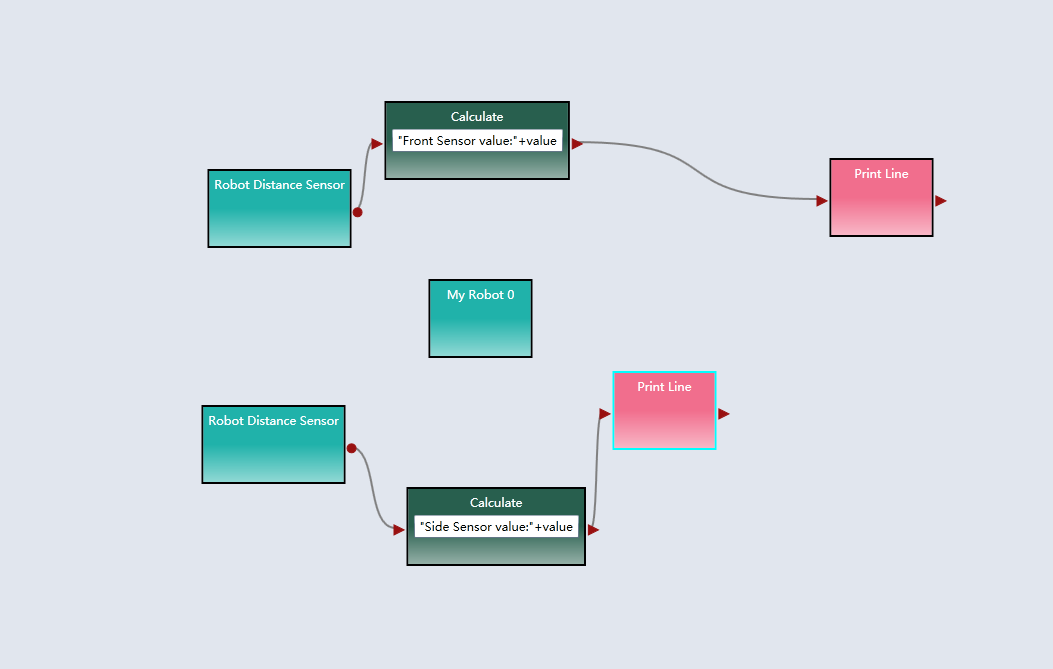 Calculate
"Front Sensor value:"+value
Robot Distance Sensor
Print Line
My Robot 0
Print Line
Robot Distance Sensor
Calculate
"Side Sensor value:"+value